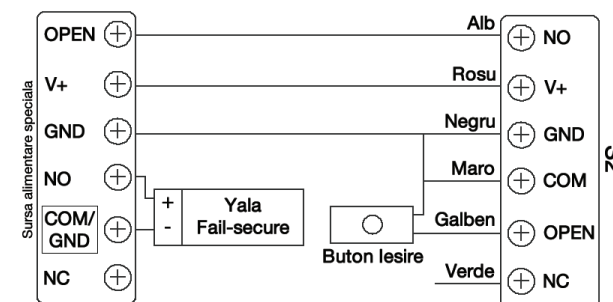 Sursa alimentare speciala
OPEN
V+
GND
NO
COM/
GND
NC
+
-
Yala
Fail-secure
Buton Iesire
Alb
Rosu
Negru
Maro
Galben
Verde
NO
V+
GND
COM
OPEN
NC